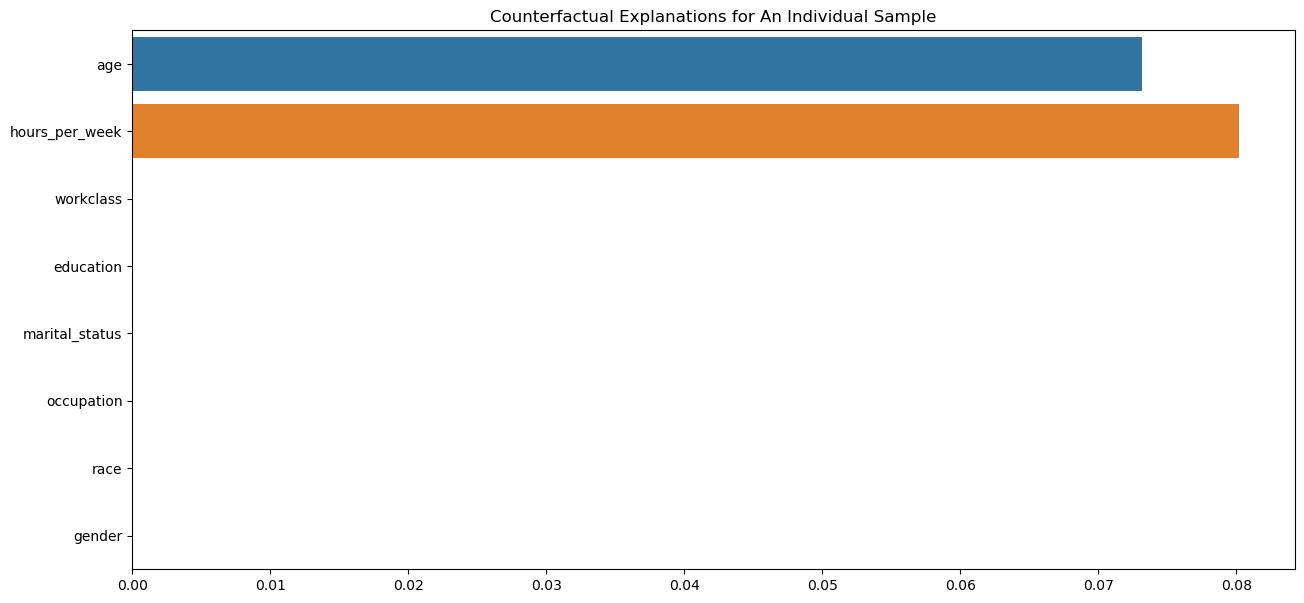 Counterfactual Explanations for An Individual Sample
age
hours_per_week
workclass
education
marital_status
occupation
race
gender
0.00 0.01 0.02 0.03 0.04 0.05 0.06 0.07 0.08